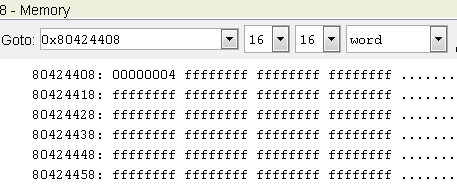 8 - Memory
Goto: 0x80424408 16 16 word
80424408: 00000004 ffffffff ffffffff ffffffff ........
80424418: ffffffff ffffffff ffffffff ffffffff ........
80424428: ffffffff ffffffff ffffffff ffffffff ........
80424438: ffffffff ffffffff ffffffff ffffffff ........
80424448: ffffffff ffffffff ffffffff ffffffff ........
80424458: ffffffff ffffffff ffffffff ffffffff ........